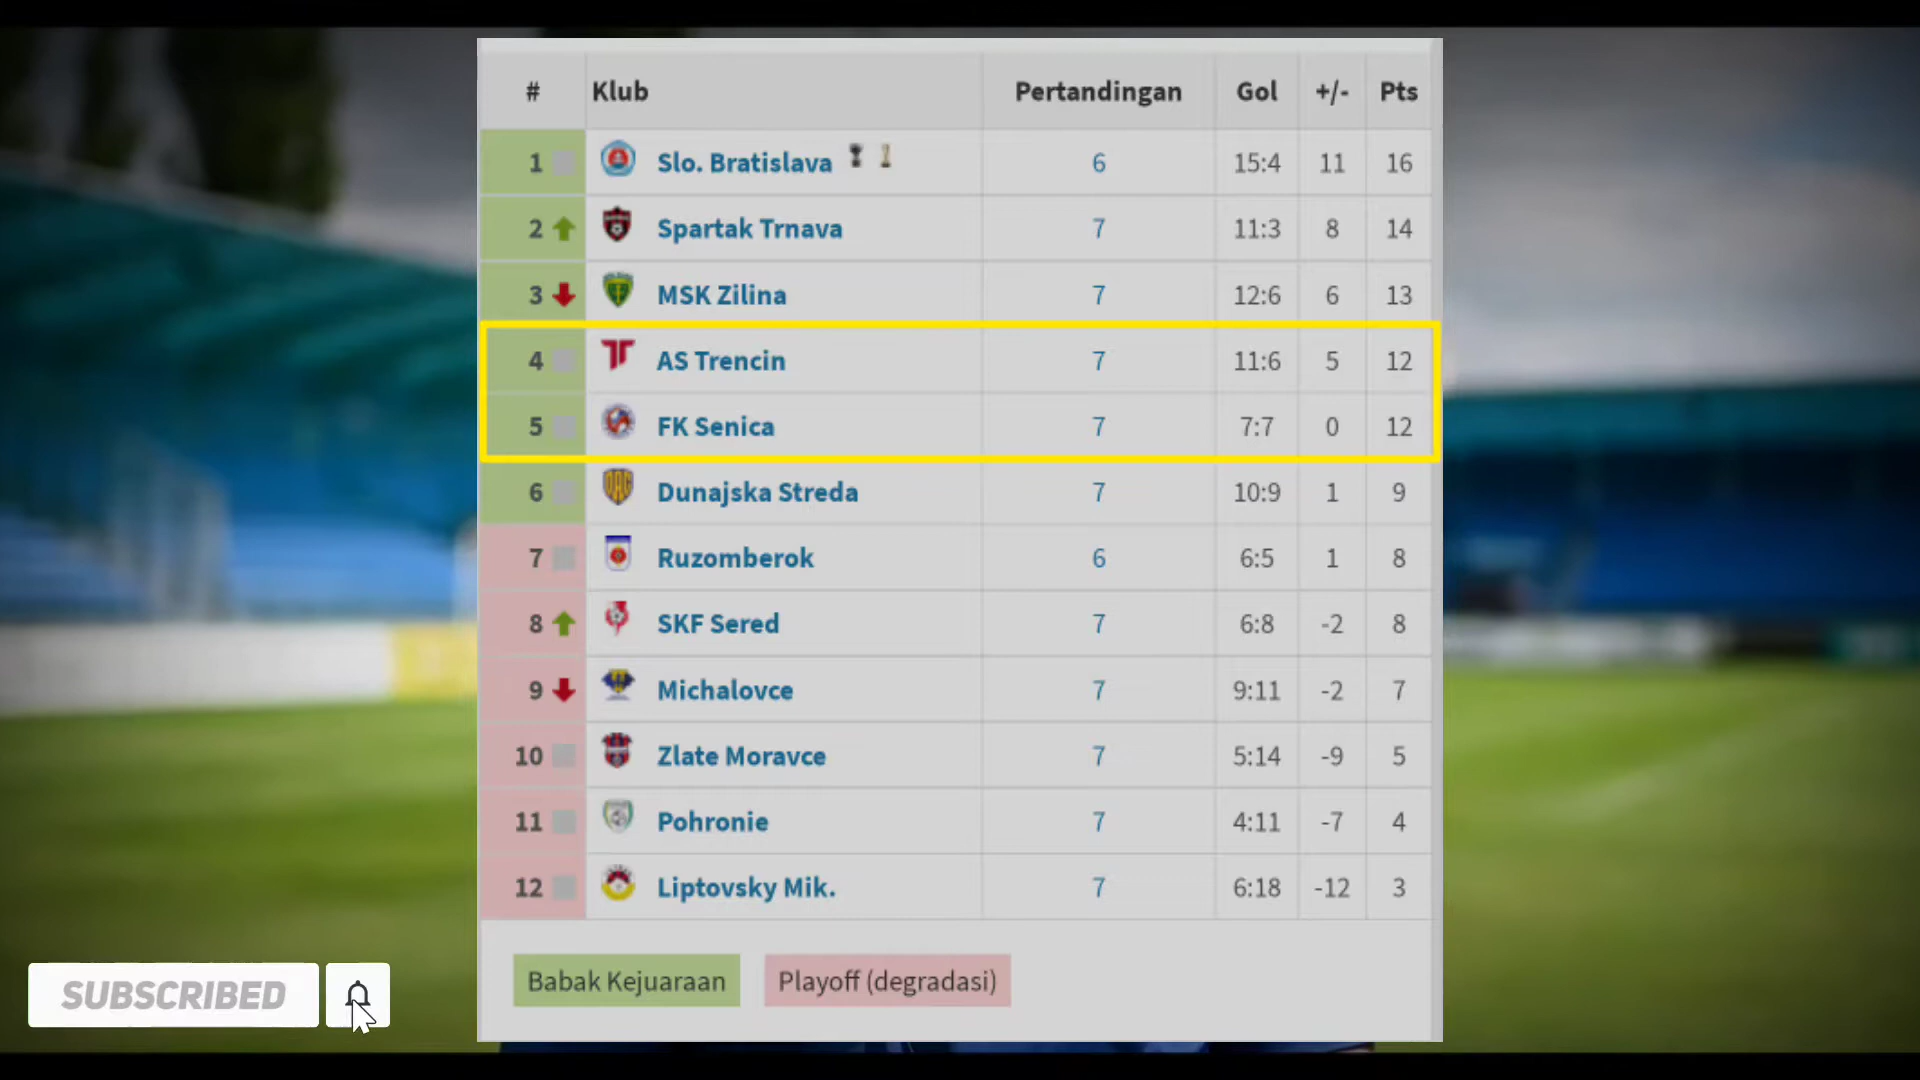 # Klub Pertandingan Gol +/- Pts
1 Slo. Bratislava 6 15:4 11 16
2 Spartak Trnava 7 11:3 8 14
3 MSK Zilina 7 12:6 6 13
4 AS Trencin 7 11:6 5 12
5 FK Senica 7 7:7 0 12
6 Dunajska Streda 7 10:9 1 9
7 Ruzomberok 6 6:5 1 8
8 SKF Sered 7 6:8 -2 8
9 Michalovce 7 9:11 -2 7
10 Zlate Moravce 7 5:14 -9 5
11 Pohronie 7 4:11 -7 4
12 Liptovsky Mik. 7 6:18 -12 3
Babak Kejuaraan Playoff (degradasi)
SUBSCRIBED